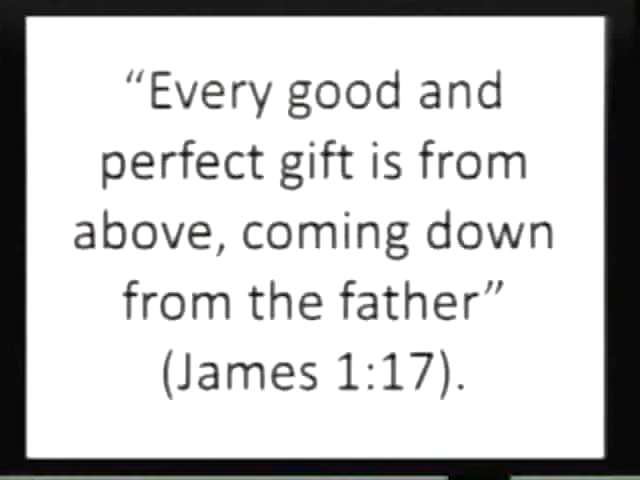 “Every good and
perfect gift is from
above, coming down
from the father”
(James 1:17).